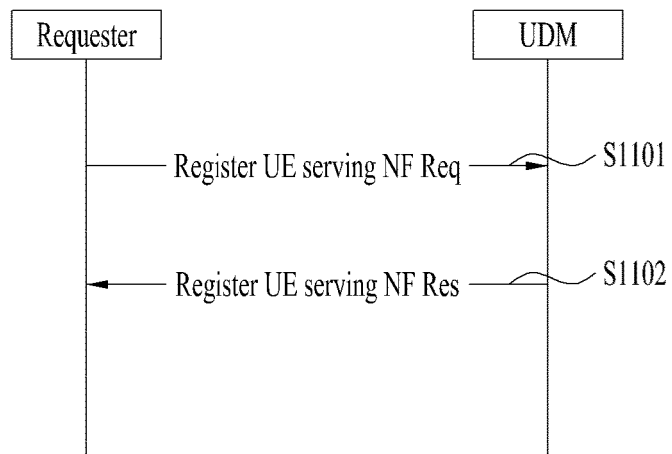 Requester
UDM
Register UE serving NF Req
S1101
Register UE serving NF Res
S1102